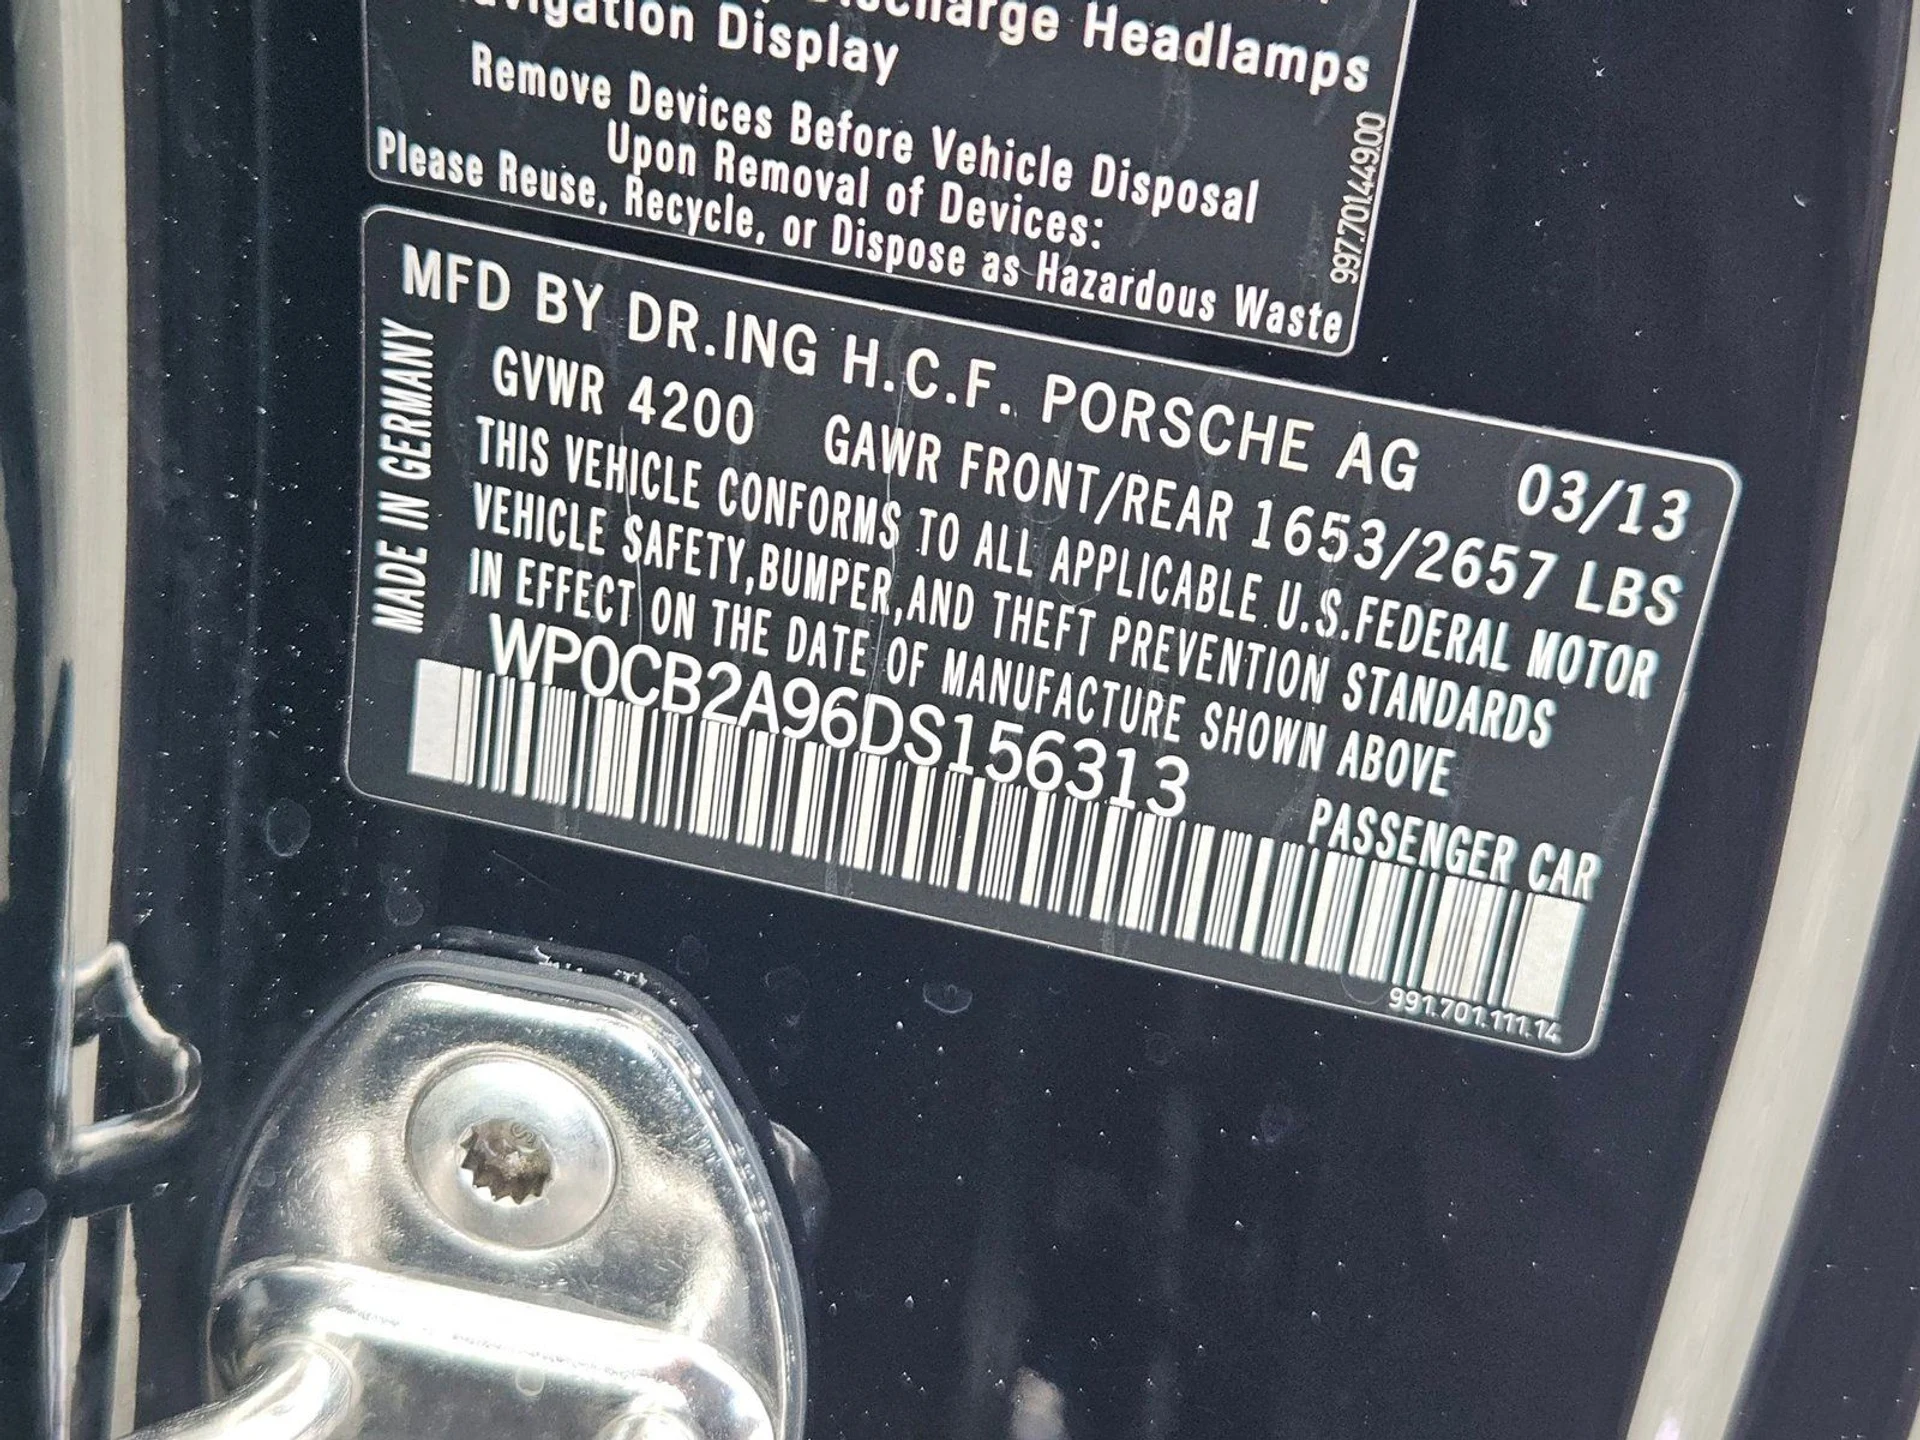 Discharge Headlamps
Navigation Display
Remove Devices Before Vehicle Disposal
Upon Removal of Devices:
Please Reuse, Recycle, or Dispose as Hazardous Waste
997.701.449.00
MFD BY DR.ING H.C.F. PORSCHE AG 03/13
GVWR 4200 GAWR FRONT/REAR 1653/2657 LBS
THIS VEHICLE CONFORMS TO ALL APPLICABLE U.S.FEDERAL MOTOR
VEHICLE SAFETY,BUMPER,AND THEFT PREVENTION STANDARDS
IN EFFECT ON THE DATE OF MANUFACTURE SHOWN ABOVE
WP0CB2A96DS156313
PASSENGER CAR
MADE IN GERMANY
991.701.111.14